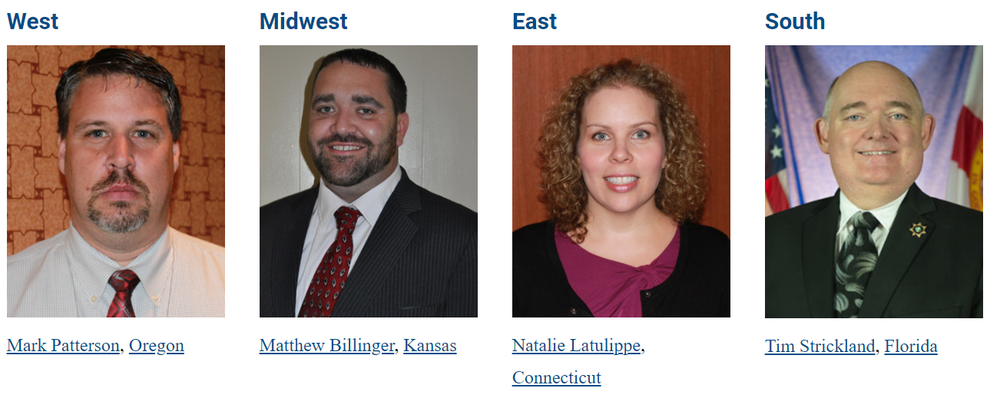 West
Midwest
East
South
Mark Patterson, Oregon
Matthew Billinger, Kansas
Natalie Latulippe,
Connecticut
Tim Strickland, Florida